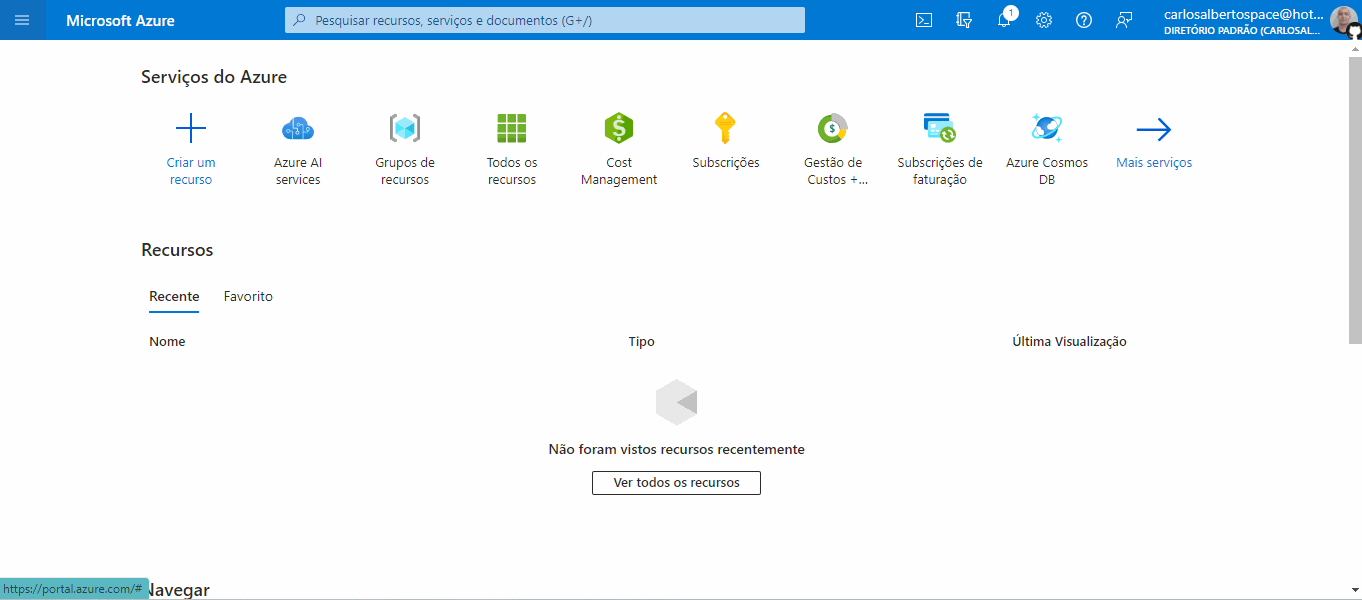 Microsoft Azure
Pesquisar recursos, serviços e documentos (G+/)
1
carlosalbertospace@hot...
DIRETÓRIO PADRÃO (CARLOSAL...
Serviços do Azure
Criar um
recurso
Azure AI
services
Grupos de
recursos
Todos os
recursos
Cost
Management
Subscrições
Gestão de
Custos +...
Subscrições de
faturação
Azure Cosmos
DB
Mais serviços
Recursos
Recente
Favorito
Nome
Tipo
Última Visualização
Não foram vistos recursos recentemente
Ver todos os recursos
https://portal.azure.com/#
Navegar